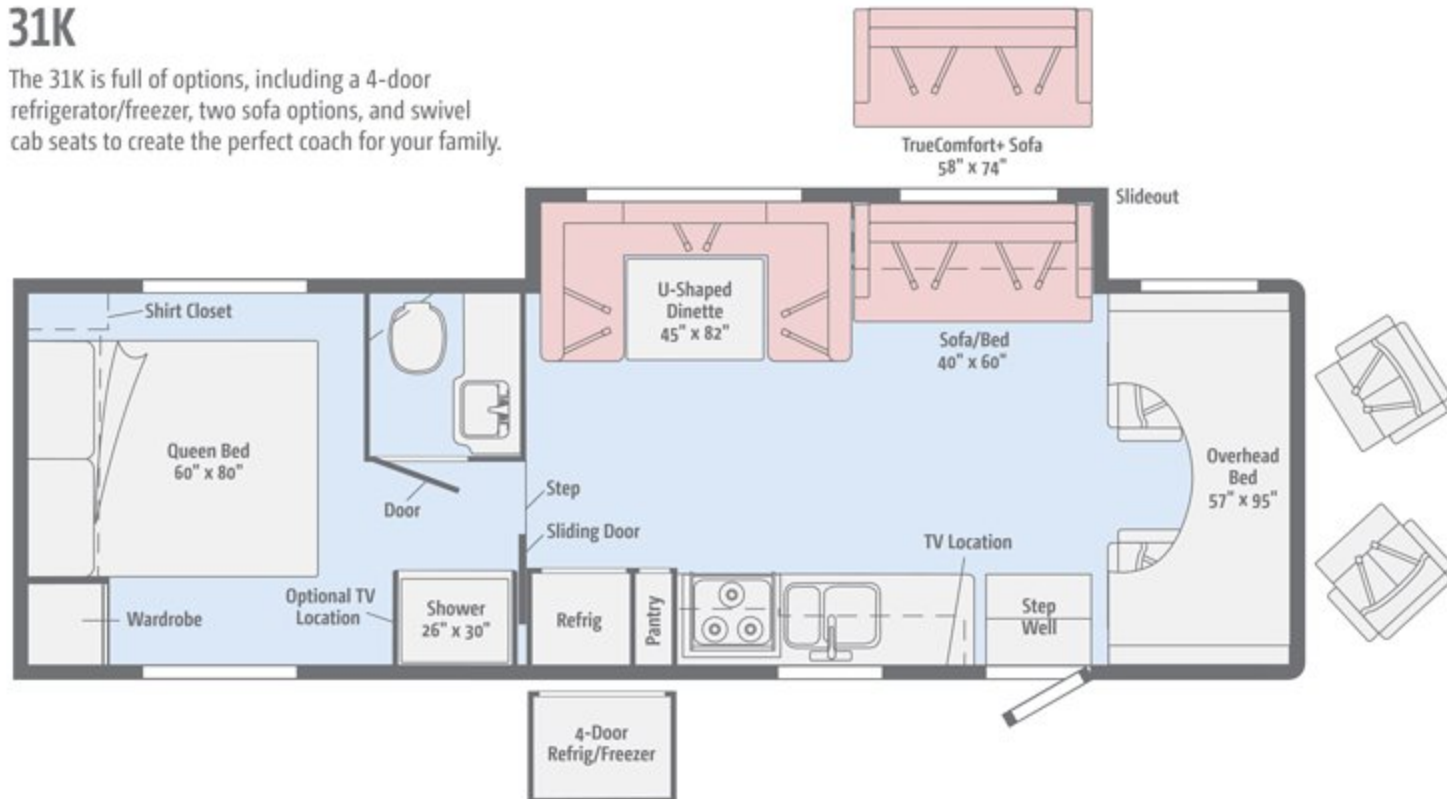 31K
The 31K is full of options, including a 4-door
refrigerator/freezer, two sofa options, and swivel
cab seats to create the perfect coach for your family.
TrueComfort+ Sofa
58" x 74"
Slideout
Shirt Closet
U-Shaped
Dinette
45" x 82"
Sofa/Bed
40" x 60"
Queen Bed
60" x 80"
Door
Step
Sliding Door
Overhead
Bed
57" x 95"
TV Location
Wardrobe
Optional TV
Location
Shower
26" x 30"
Refrig
Pantry
Step
Well
4-Door
Refrig/Freezer